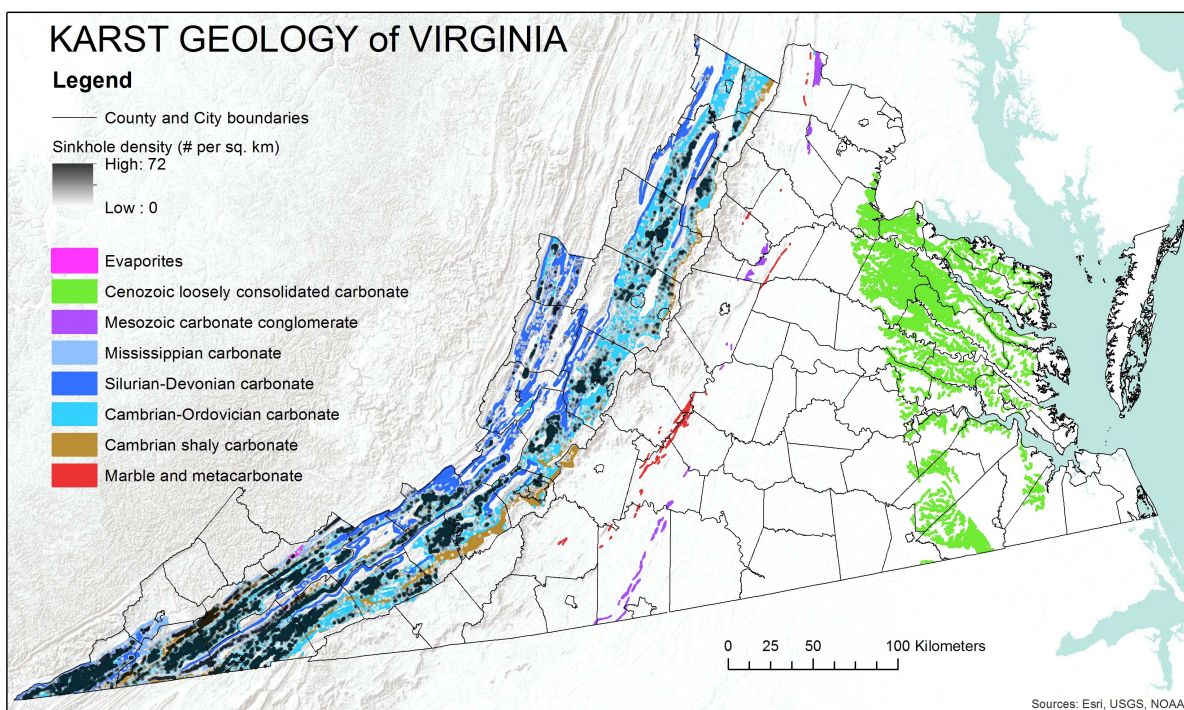 KARST GEOLOGY of VIRGINIA
Legend
County and City boundaries
Sinkhole density (# per sq. km)
High: 72
Low : 0
Evaporites
Cenozoic loosely consolidated carbonate
Mesozoic carbonate conglomerate
Mississippian carbonate
Silurian-Devonian carbonate
Cambrian-Ordovician carbonate
Cambrian shaly carbonate
Marble and metacarbonate
0 25 50 100 Kilometers
Sources: Esri, USGS, NOAA